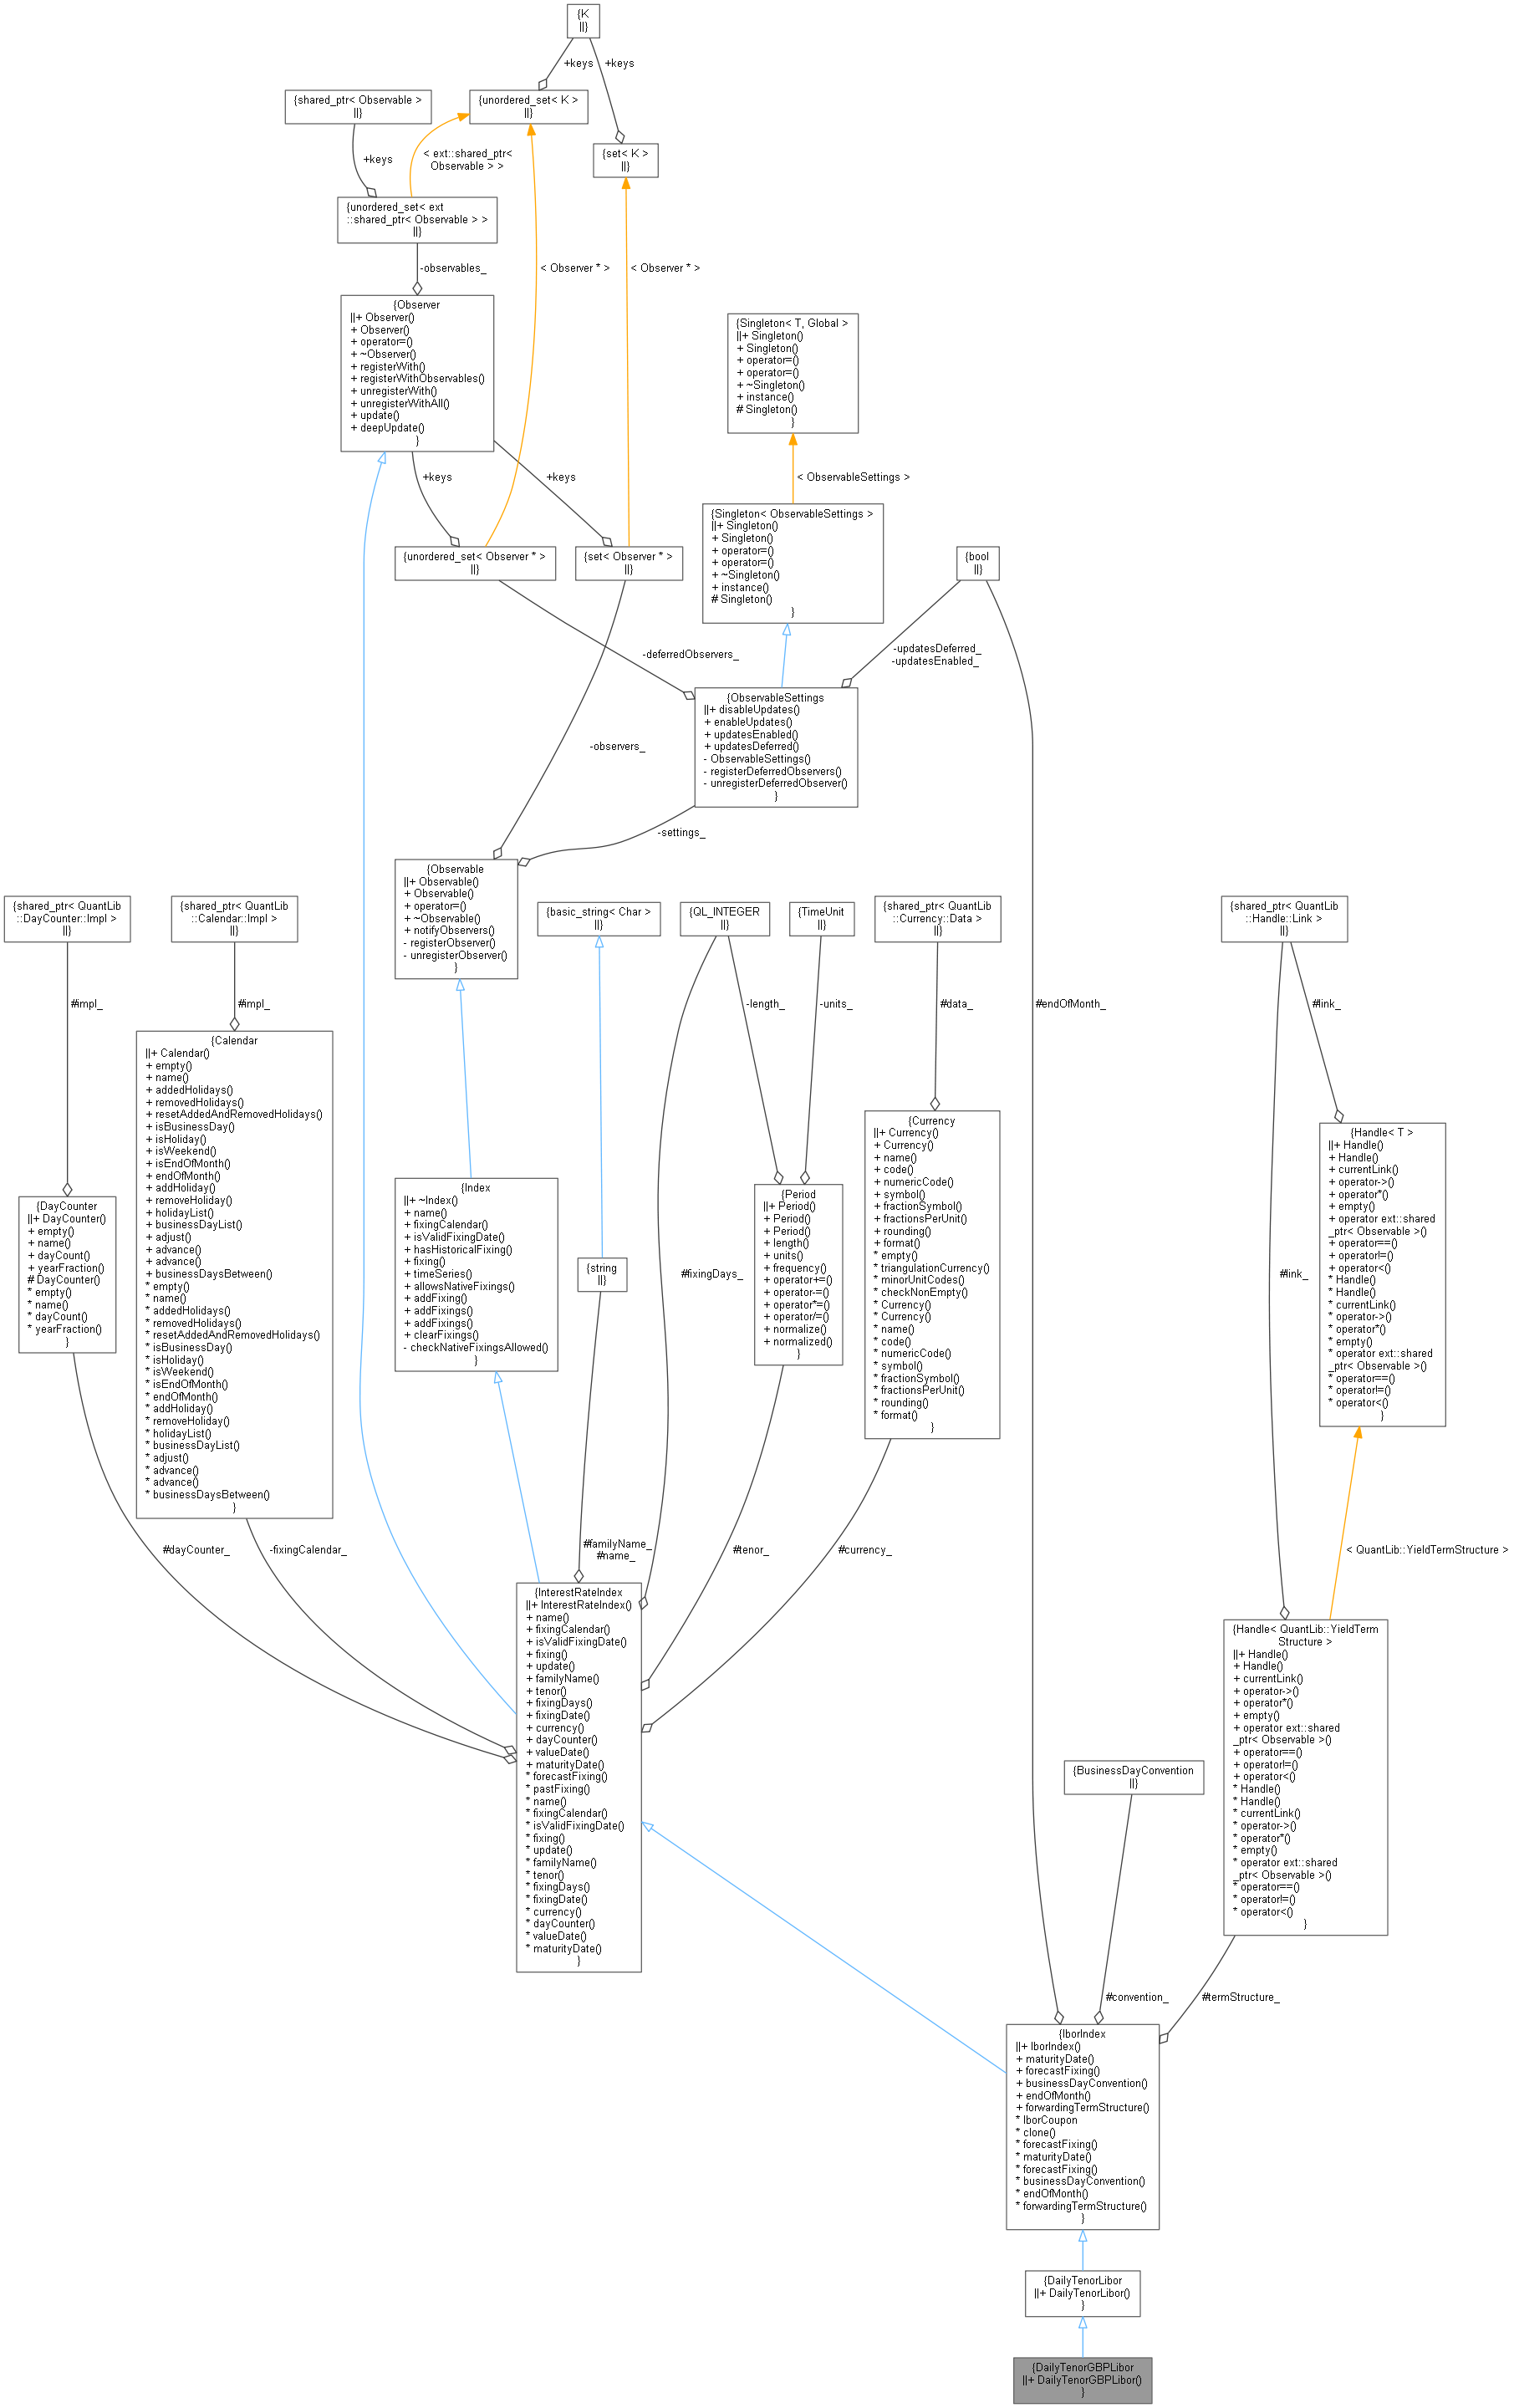 {K
||}
+keys
+keys
{shared_ptr< Observable >
||}
{unordered_set< K >
||}
+keys
< ext::shared_ptr<
Observable > >
{set< K >
||}
{unordered_set< ext
::shared_ptr< Observable > >
||}
-observables_
< Observer * >
< Observer * >
{Observer
||+ Observer()
+ Observer()
+ operator=()
+ ~Observer()
+ registerWith()
+ registerWithObservables()
+ unregisterWith()
+ unregisterWithAll()
+ update()
+ deepUpdate()
}
{Singleton< T, Global >
||+ Singleton()
+ Singleton()
+ operator=()
+ operator=()
+ ~Singleton()
+ instance()
# Singleton()
}
+keys
+keys
< ObservableSettings >
{Singleton< ObservableSettings >
||+ Singleton()
+ Singleton()
+ operator=()
+ operator=()
+ ~Singleton()
+ instance()
# Singleton()
}
{unordered_set< Observer * >
||}
{set< Observer * >
||}
{bool
||}
-deferredObservers_
-updatesDeferred_
-updatesEnabled_
-observers_
{ObservableSettings
||+ disableUpdates()
+ enableUpdates()
+ updatesEnabled()
+ updatesDeferred()
- ObservableSettings()
- registerDeferredObservers()
- unregisterDeferredObserver()
}
-settings_
{Observable
||+ Observable()
+ Observable()
+ operator=()
+ ~Observable()
+ notifyObservers()
- registerObserver()
- unregisterObserver()
}
{shared_ptr< QuantLib
::DayCounter::Impl >
||}
{shared_ptr< QuantLib
::Calendar::Impl >
||}
{basic_string< Char >
||}
{QL_INTEGER
||}
{TimeUnit
||}
{shared_ptr< QuantLib
::Currency::Data >
||}
{shared_ptr< QuantLib
::Handle::Link >
||}
#impl_
#impl_
-length_
-units_
#data_
#endOfMonth_
#link_
{Calendar
||+ Calendar()
+ empty()
+ name()
+ addedHolidays()
+ removedHolidays()
+ resetAddedAndRemovedHolidays()
+ isBusinessDay()
+ isHoliday()
+ isWeekend()
+ isEndOfMonth()
+ endOfMonth()
+ addHoliday()
+ removeHoliday()
+ holidayList()
+ businessDayList()
+ adjust()
+ advance()
+ advance()
+ businessDaysBetween()
* empty()
* name()
* addedHolidays()
* removedHolidays()
* resetAddedAndRemovedHolidays()
* isBusinessDay()
* isHoliday()
* isWeekend()
* isEndOfMonth()
* endOfMonth()
* addHoliday()
* removeHoliday()
* holidayList()
* businessDayList()
* adjust()
* advance()
* advance()
* businessDaysBetween()
}
{DayCounter
||+ DayCounter()
+ empty()
+ name()
+ dayCount()
+ yearFraction()
# DayCounter()
* empty()
* name()
* dayCount()
* yearFraction()
}
{Index
||+ ~Index()
+ name()
+ fixingCalendar()
+ isValidFixingDate()
+ hasHistoricalFixing()
+ fixing()
+ timeSeries()
+ allowsNativeFixings()
+ addFixing()
+ addFixings()
+ addFixings()
+ clearFixings()
- checkNativeFixingsAllowed()
}
{string
||}
#fixingDays_
{Period
||+ Period()
+ Period()
+ Period()
+ length()
+ units()
+ frequency()
+ operator+=()
+ operator-=()
+ operator*=()
+ operator/=()
+ normalize()
+ normalized()
}
{Currency
||+ Currency()
+ Currency()
+ name()
+ code()
+ numericCode()
+ symbol()
+ fractionSymbol()
+ fractionsPerUnit()
+ rounding()
+ format()
* empty()
* triangulationCurrency()
* minorUnitCodes()
* checkNonEmpty()
* Currency()
* Currency()
* name()
* code()
* numericCode()
* symbol()
* fractionSymbol()
* fractionsPerUnit()
* rounding()
* format()
}
{Handle< T >
||+ Handle()
+ Handle()
+ currentLink()
+ operator->()
+ operator*()
+ empty()
+ operator ext::shared
_ptr< Observable >()
+ operator==()
+ operator!=()
+ operator<()
* Handle()
* Handle()
* currentLink()
* operator->()
* operator*()
* empty()
* operator ext::shared
_ptr< Observable >()
* operator==()
* operator!=()
* operator<()
}
#link_
#dayCounter_
-fixingCalendar_
#familyName_
#name_
#tenor_
#currency_
< QuantLib::YieldTermStructure >
{InterestRateIndex
||+ InterestRateIndex()
+ name()
+ fixingCalendar()
+ isValidFixingDate()
+ fixing()
+ update()
+ familyName()
+ tenor()
+ fixingDays()
+ fixingDate()
+ currency()
+ dayCounter()
+ valueDate()
+ maturityDate()
* forecastFixing()
* pastFixing()
* name()
* fixingCalendar()
* isValidFixingDate()
* fixing()
* update()
* familyName()
* tenor()
* fixingDays()
* fixingDate()
* currency()
* dayCounter()
* valueDate()
* maturityDate()
}
{Handle< QuantLib::YieldTerm
Structure >
||+ Handle()
+ Handle()
+ currentLink()
+ operator->()
+ operator*()
+ empty()
+ operator ext::shared
_ptr< Observable >()
+ operator==()
+ operator!=()
+ operator<()
* Handle()
* Handle()
* currentLink()
* operator->()
* operator*()
* empty()
* operator ext::shared
_ptr< Observable >()
* operator==()
* operator!=()
* operator<()
}
{BusinessDayConvention
||}
#convention_
#termStructure_
{IborIndex
||+ IborIndex()
+ maturityDate()
+ forecastFixing()
+ businessDayConvention()
+ endOfMonth()
+ forwardingTermStructure()
* IborCoupon
* clone()
* forecastFixing()
* maturityDate()
* forecastFixing()
* businessDayConvention()
* endOfMonth()
* forwardingTermStructure()
}
{DailyTenorLibor
||+ DailyTenorLibor()
}
{DailyTenorGBPLibor
||+ DailyTenorGBPLibor()
}